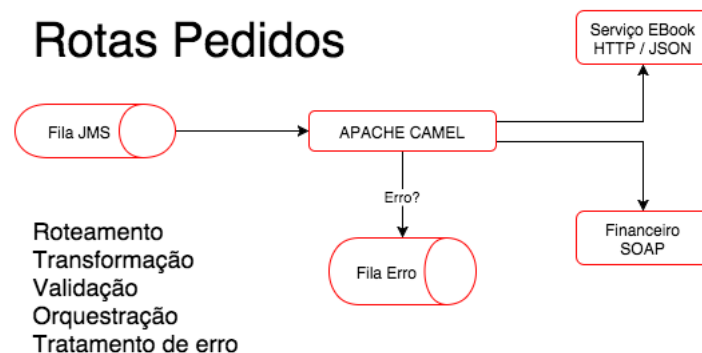 Rotas Pedidos
Serviço EBook
HTTP / JSON
Fila JMS
APACHE CAMEL
Erro?
Financeiro
SOAP
Fila Erro
Roteamento
Transformação
Validação
Orquestração
Tratamento de erro